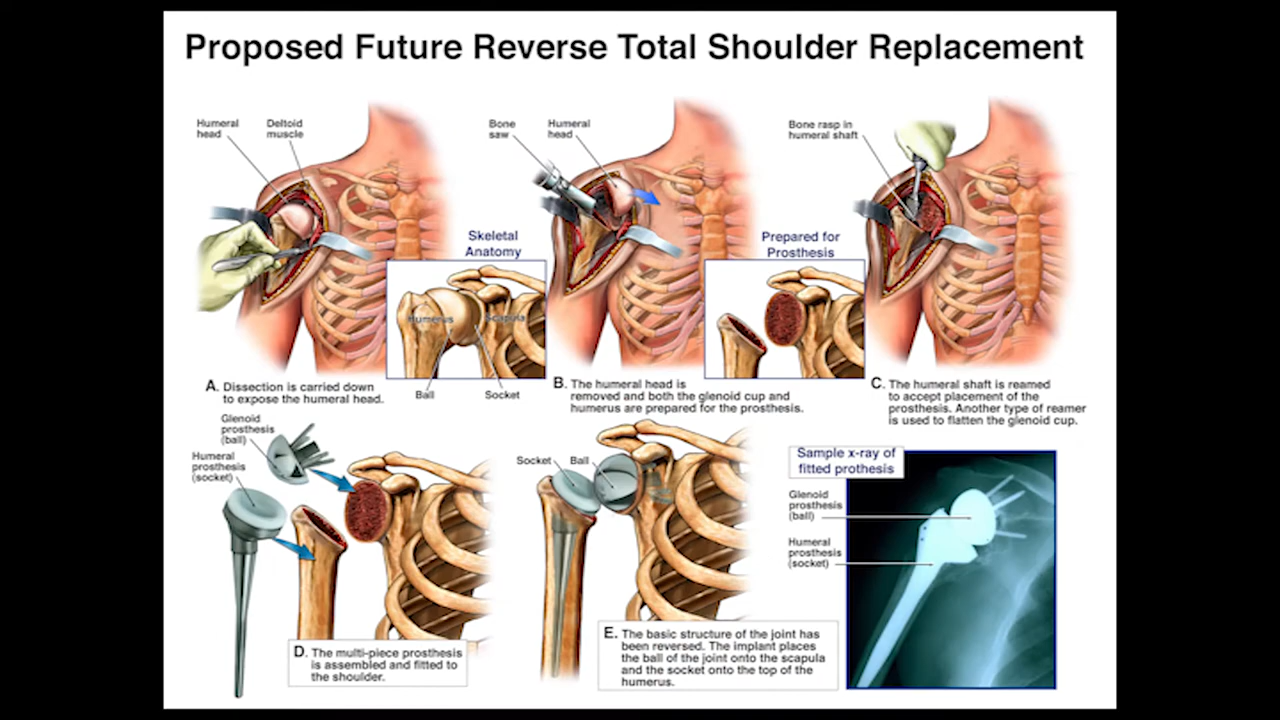 Proposed Future Reverse Total Shoulder Replacement
Humeral
head
Deltoid
muscle
Bone
saw
Humeral
head
Bone rasp in
humeral shaft
Skeletal
Anatomy
Humerus
Scapula
Ball
Socket
Prepared for
Prosthesis
A. Dissection is carried down
to expose the humeral head.
B. The humeral head is
removed and both the glenoid cup and
humerus are prepared for the prosthesis.
C. The humeral shaft is reamed
to accept placement of the
prosthesis. Another type of reamer
is used to flatten the glenoid cup.
Glenoid
prosthesis
(ball)
Humeral
prosthesis
(socket)
D. The multi-piece prosthesis
is assembled and fitted to
the shoulder.
Socket
Ball
E. The basic structure of the joint has
been reversed. The implant places
the ball of the joint onto the scapula
and the socket onto the top of the
humerus.
Sample x-ray of
fitted prothesis
Glenoid
prosthesis
(ball)
Humeral
prosthesis
(socket)